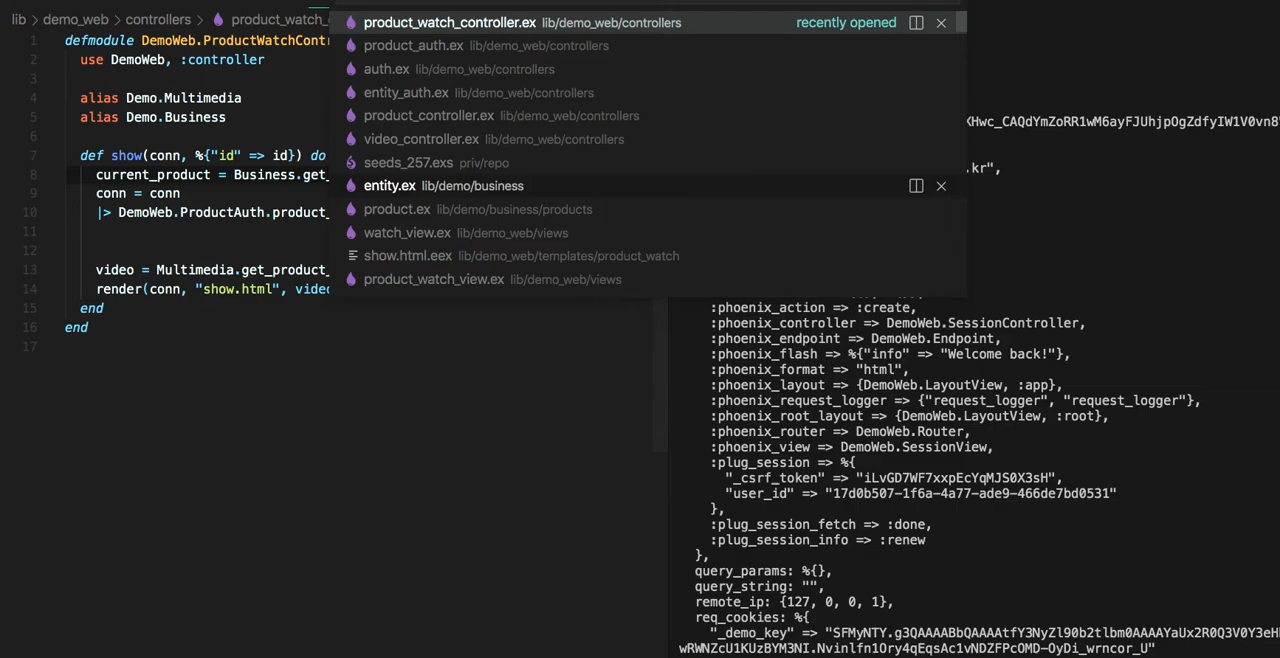 lib > demo_web > controllers > product_watch_
1 defmodule DemoWeb.ProductWatchContr
2 use DemoWeb, :controller
3
4 alias Demo.Multimedia
5 alias Demo.Business
6
7 def show(conn, %{"id" => id}) do
8 current_product = Business.get_
9 conn = conn
10 |> DemoWeb.ProductAuth.product_
11
12
13 video = Multimedia.get_product_
14 render(conn, "show.html", video
15 end
16 end
17
product_watch_controller.ex lib/demo_web/controllers recently opened
product_auth.ex lib/demo_web/controllers
auth.ex lib/demo_web/controllers
entity_auth.ex lib/demo_web/controllers
product_controller.ex lib/demo_web/controllers
video_controller.ex lib/demo_web/controllers
seeds_257.exs priv/repo
entity.ex lib/demo/business
product.ex lib/demo/business/products
watch_view.ex lib/demo_web/views
show.html.eex lib/demo_web/templates/product_watch
product_watch_view.ex lib/demo_web/views
XHwc_CAQdYmZoRR1wM6ayFJUhjpOgZdfyIW1V0vn8
.kr",
:phoenix_action => :create,
:phoenix_controller => DemoWeb.SessionController,
:phoenix_endpoint => DemoWeb.Endpoint,
:phoenix_flash => %{"info" => "Welcome back!"},
:phoenix_format => "html",
:phoenix_layout => {DemoWeb.LayoutView, :app},
:phoenix_request_logger => {"request_logger", "request_logger"},
:phoenix_root_layout => {DemoWeb.LayoutView, :root},
:phoenix_router => DemoWeb.Router,
:phoenix_view => DemoWeb.SessionView,
:plug_session => %{
"_csrf_token" => "iLvGD7WF7xxpEcYqMJS0X3sH",
"user_id" => "17d0b507-1f6a-4a77-ade9-466de7bd0531"
},
:plug_session_fetch => :done,
:plug_session_info => :renew
},
query_params: %{},
query_string: "",
remote_ip: {127, 0, 0, 1},
req_cookies: %{
"_demo_key" => "SFMyNTY.g3QAAAABbQAAAAtfY3NyZl90b2tlbm0AAAAYaUx2R0Q3V0Y3eH
wRWNZcU1KUzBYM3NI.Nvinlfn1Ory4qEqsAc1vNDZFPcOMD-OyDi_wrncor_U"